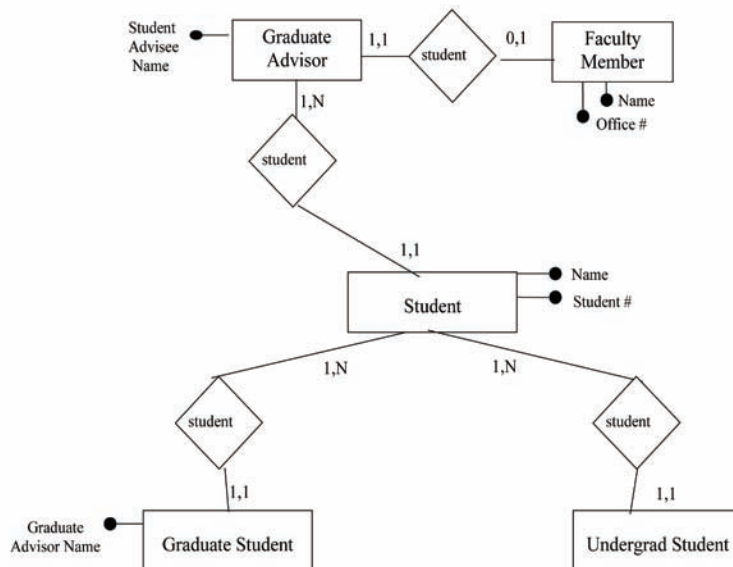 Student
Advisee
Name
Graduate
Advisor
1,1
student
0,1
Faculty
Member
Name
Office #
1,N
student
1,1
Student
Name
Student #
1,N
1,N
student
student
1,1
1,1
Graduate
Advisor Name
Graduate Student
Undergrad Student